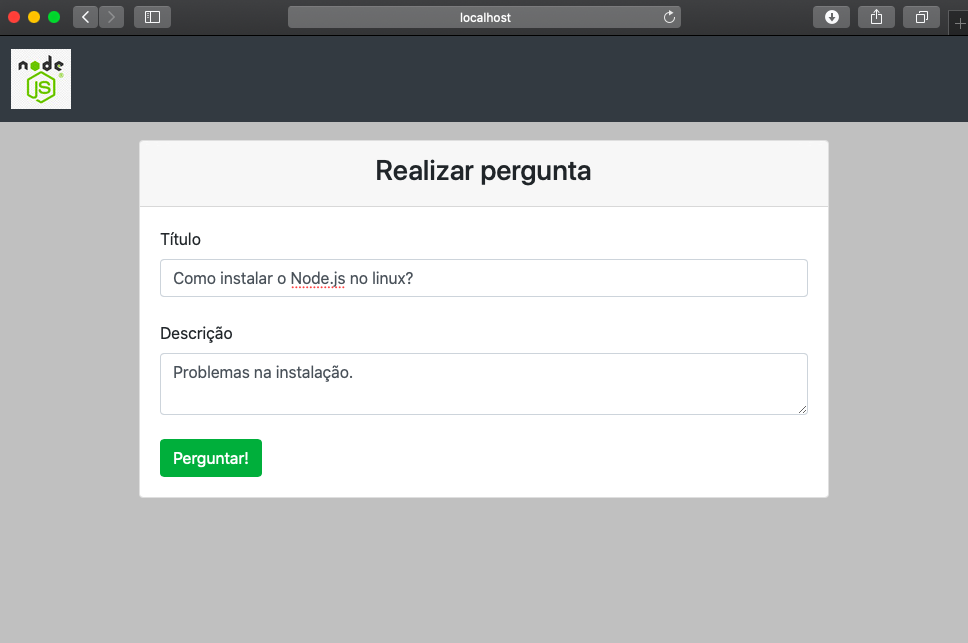 localhost
node
JS
Realizar pergunta
Título
Como instalar o Node.js no linux?
Descrição
Problemas na instalação.
Perguntar!